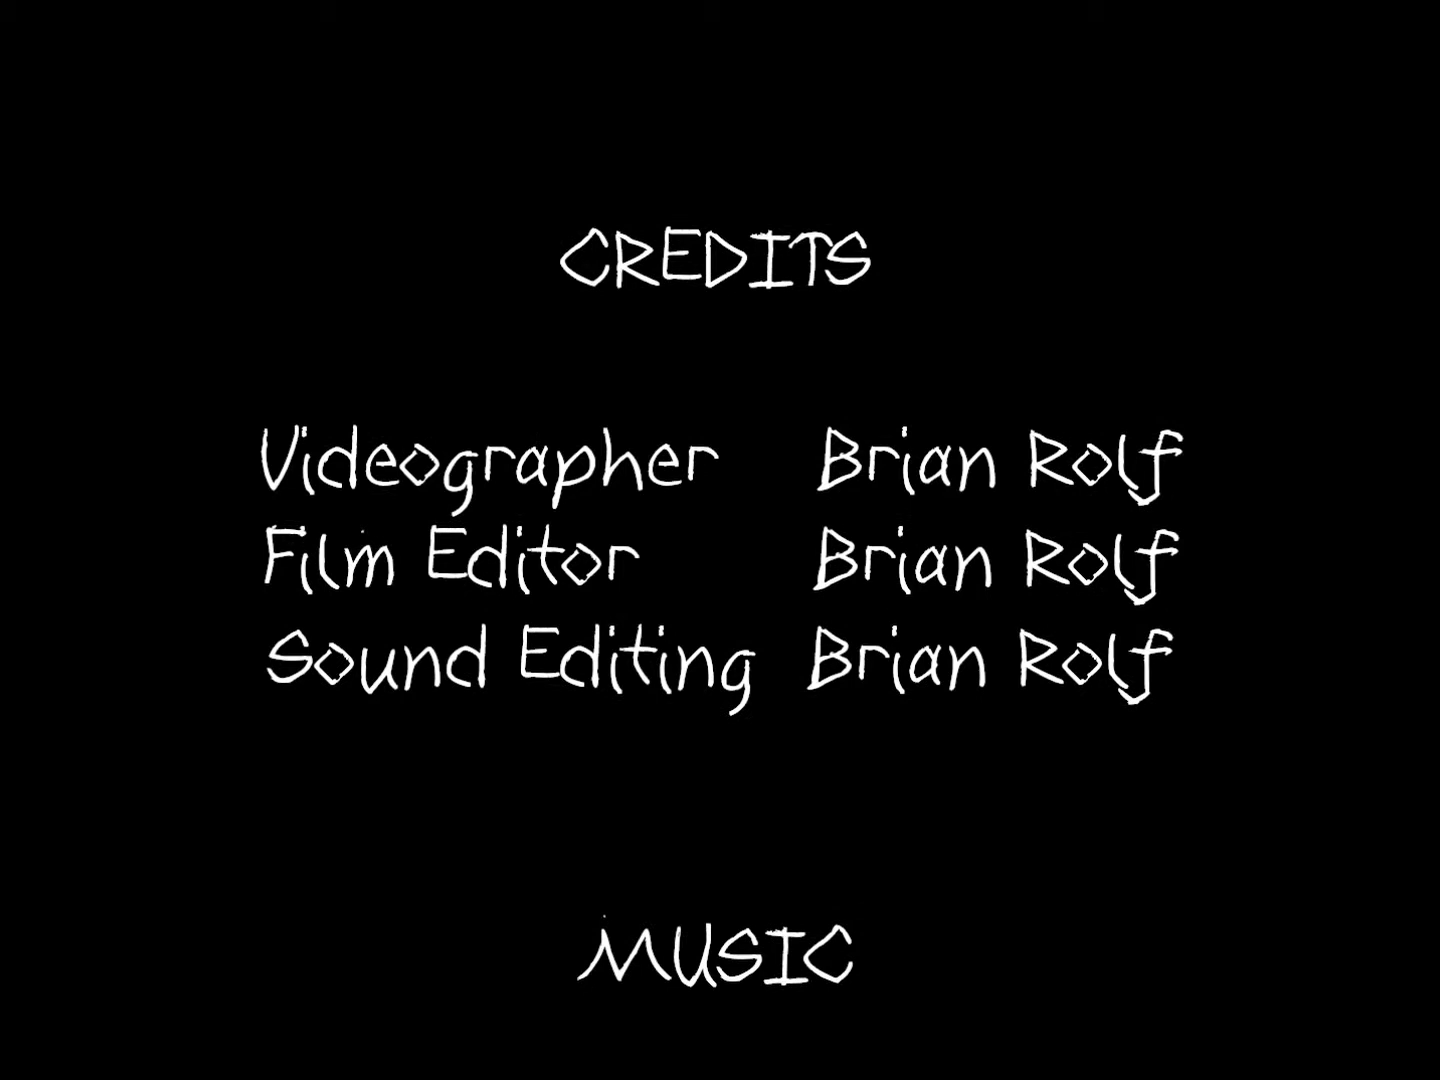 CREDITS
Videographer Brian Rolf
Film Editor Brian Rolf
Sound Editing Brian Rolf
MUSIC